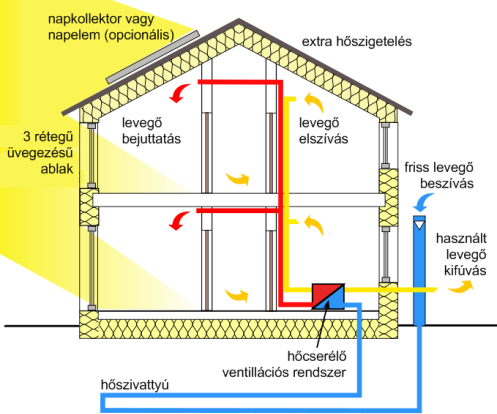 napkollektor vagy
napelem (opcionális)
extra hőszigetelés
3 rétegű
üvegezésű
ablak
levegő
bejuttatás
levegő
elszívás
friss levegő
beszívás
használt
levegő
kifúvás
hőcserélő
ventillációs rendszer
hőszivattyú